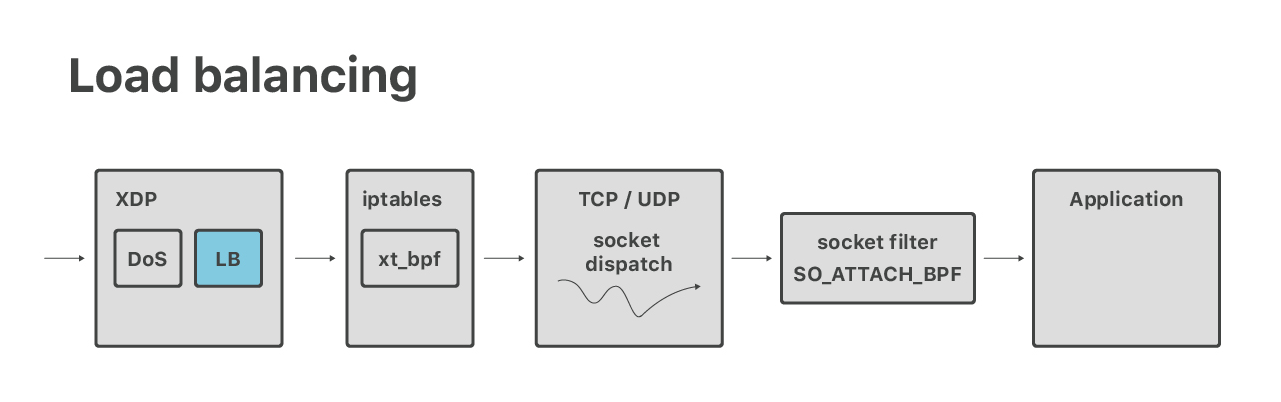 Load balancing
XDP
DoS
LB
iptables
xt_bpf
TCP / UDP
socket
dispatch
socket filter
SO_ATTACH_BPF
Application